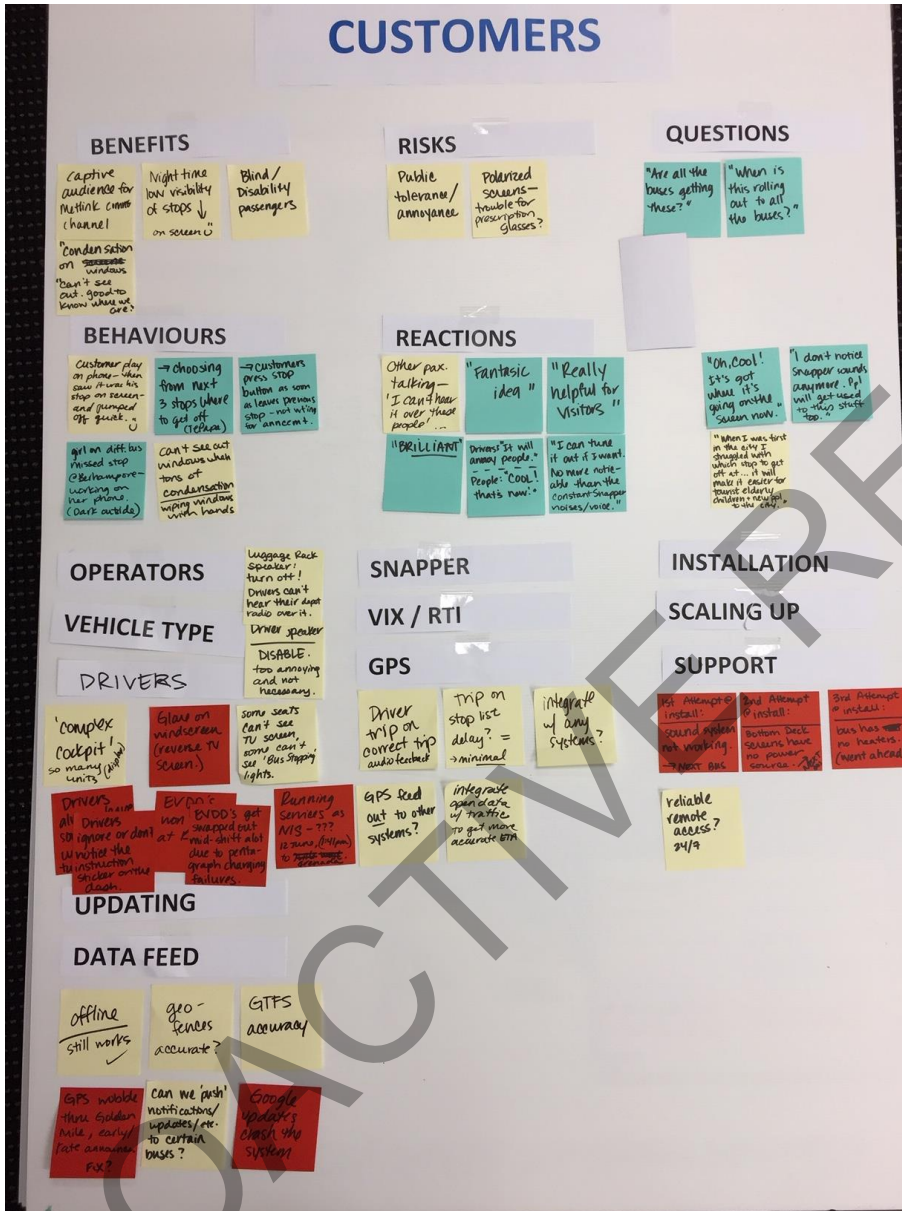 CUSTOMERS
BENEFITS
Captive
audience for
Metlink comms
channel
Night time
low visibility
of stops ↓
on screen
Blind/
Disability
passengers
"Condensation
on
windows
"Can't see
out. good to
know where we
are."
RISKS
Public
tolerance/
annoyance
Polarized
screens—
trouble for
prescription
glasses?
QUESTIONS
"Are all the
buses getting
these?"
"When is
this rolling
out to all
the buses?"
BEHAVIOURS
Customer play
on phone - then
saw it was his
stop on screen -
and jumped
off quick.
→ choosing
from next
3 stops where
to get off
(Te Papa)
→ customers
press stop
button as soon
as leaves previous
stop - not wting
for anncemt.
girl on diff. bus
missed stop
@Berhampore -
working on
her phone.
(Dark outside)
Can't see out
windows when
tons of
condensation
wiping windows
with hands
REACTIONS
Other pax.
talking—
'I can't hear
it over these
people'...
"Fantasic
idea"
"Really
helpful for
visitors"
"BRILLIANT"
Drivers: "It will
annoy people."
People: "COOL!
that's now."
"I can tune
it out if I want.
No more notice-
able than the
constant Snapper
noises/voice."
"Oh, Cool!
It's got
where it's
going on the
screen now."
"I don't notice
Snapper sounds
anymore. Ppl
will get used
to this stuff
too."
"When I was first
in the city I
struggled with
which stop to get
off at... it will
make it easier for
tourist elderly
children + new ppl
to the city.
OPERATORS
VEHICLE TYPE
DRIVERS
Luggage Rack
Speaker:
turn off!
Drivers can't
hear their depot
radio over it.
Driver speaker
DISABLE.
too annoying
and not
necessary.
'complex
cockpit'!
so many
units
Glare on
windscreen
(reverse TV
screen.)
some seats
can't see
TV screen,
some can't
see 'Bus Stopping'
lights.
Drivers
Drivers
ignore or don't
notice the
instruction
sticker on the
dash.
EVDD's
EVDD's get
swapped out
mid-shift alot
due to penta-
graph changing
failures.
Running
services as
NIS - ???
12 June,
to
SNAPPER
VIX / RTI
GPS
Driver
trip on
correct trip
audio feedback
Trip on
stop list
delay? =
→ minimal
integrate
w/ any
systems?
GPS feed
out to other
systems?
integrate
open data
w/ traffic
to get more
accurate ETA
INSTALLATION
SCALING UP
SUPPORT
1st Attempt @
install:
sound system
not working.
→ NEXT BUS
2nd Attempt
@ install:
Bottom Deck
screens have
no power
source.
3rd Attempt
@ install:
bus has
no heaters.
(went ahead
reliable
remote
access?
24/7
UPDATING
DATA FEED
offline
still works
✓
geo-
fences
accurate?
GTFS
accuracy
GPS wobble
thru Golden
Mile, early/
late announce
Fix?
can we 'push'
notifications/
updates/etc.
to certain
buses?
Google
updates
crash the
system
OACTIVE RE